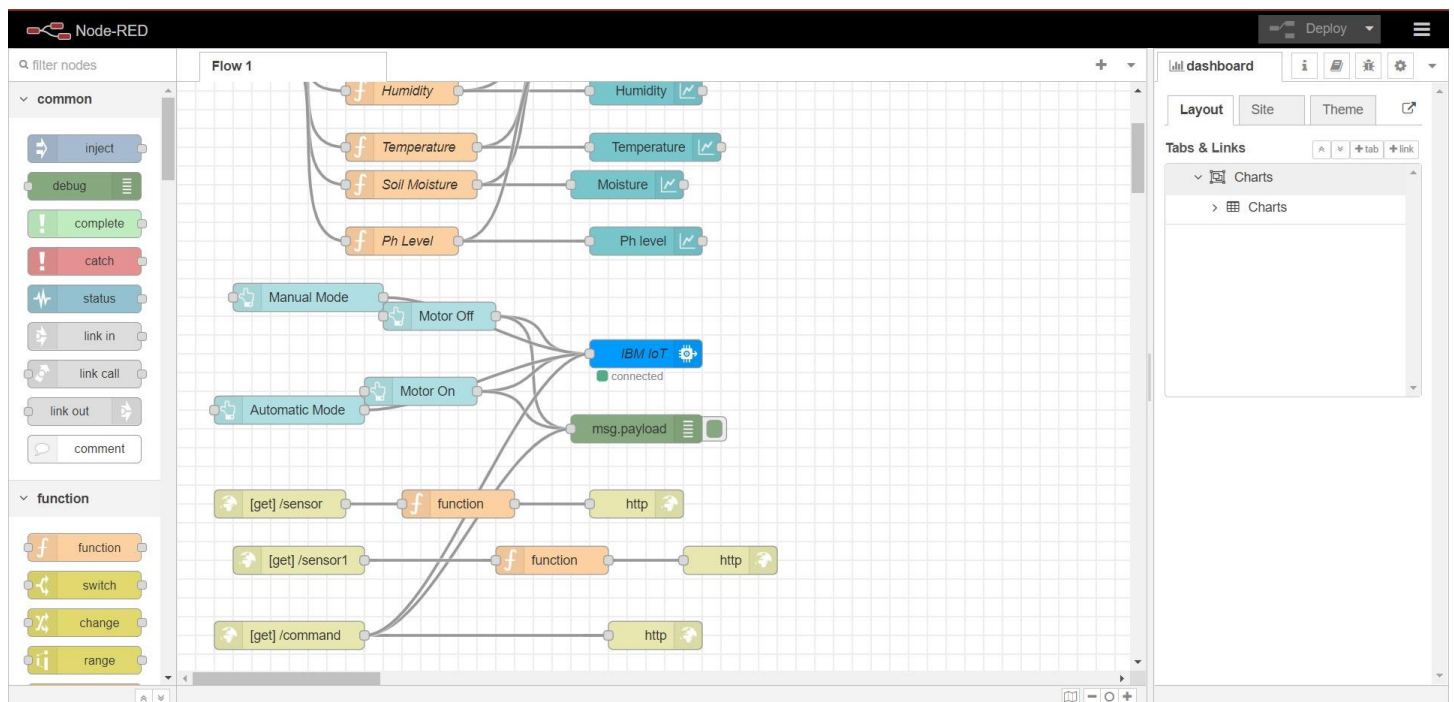 Node-RED
Deploy
filter nodes
Flow 1
dashboard
i
common
inject
debug
complete
catch
status
link in
link call
link out
comment
function
function
switch
change
range
Humidity
Humidity
Temperature
Temperature
Soil Moisture
Moisture
Ph Level
Ph level
Manual Mode
Motor Off
IBM IoT
connected
Motor On
Automatic Mode
msg.payload
[get] /sensor
function
http
[get] /sensor1
function
http
[get] /command
http
Layout
Site
Theme
Tabs & Links
+tab
+link
Charts
Charts